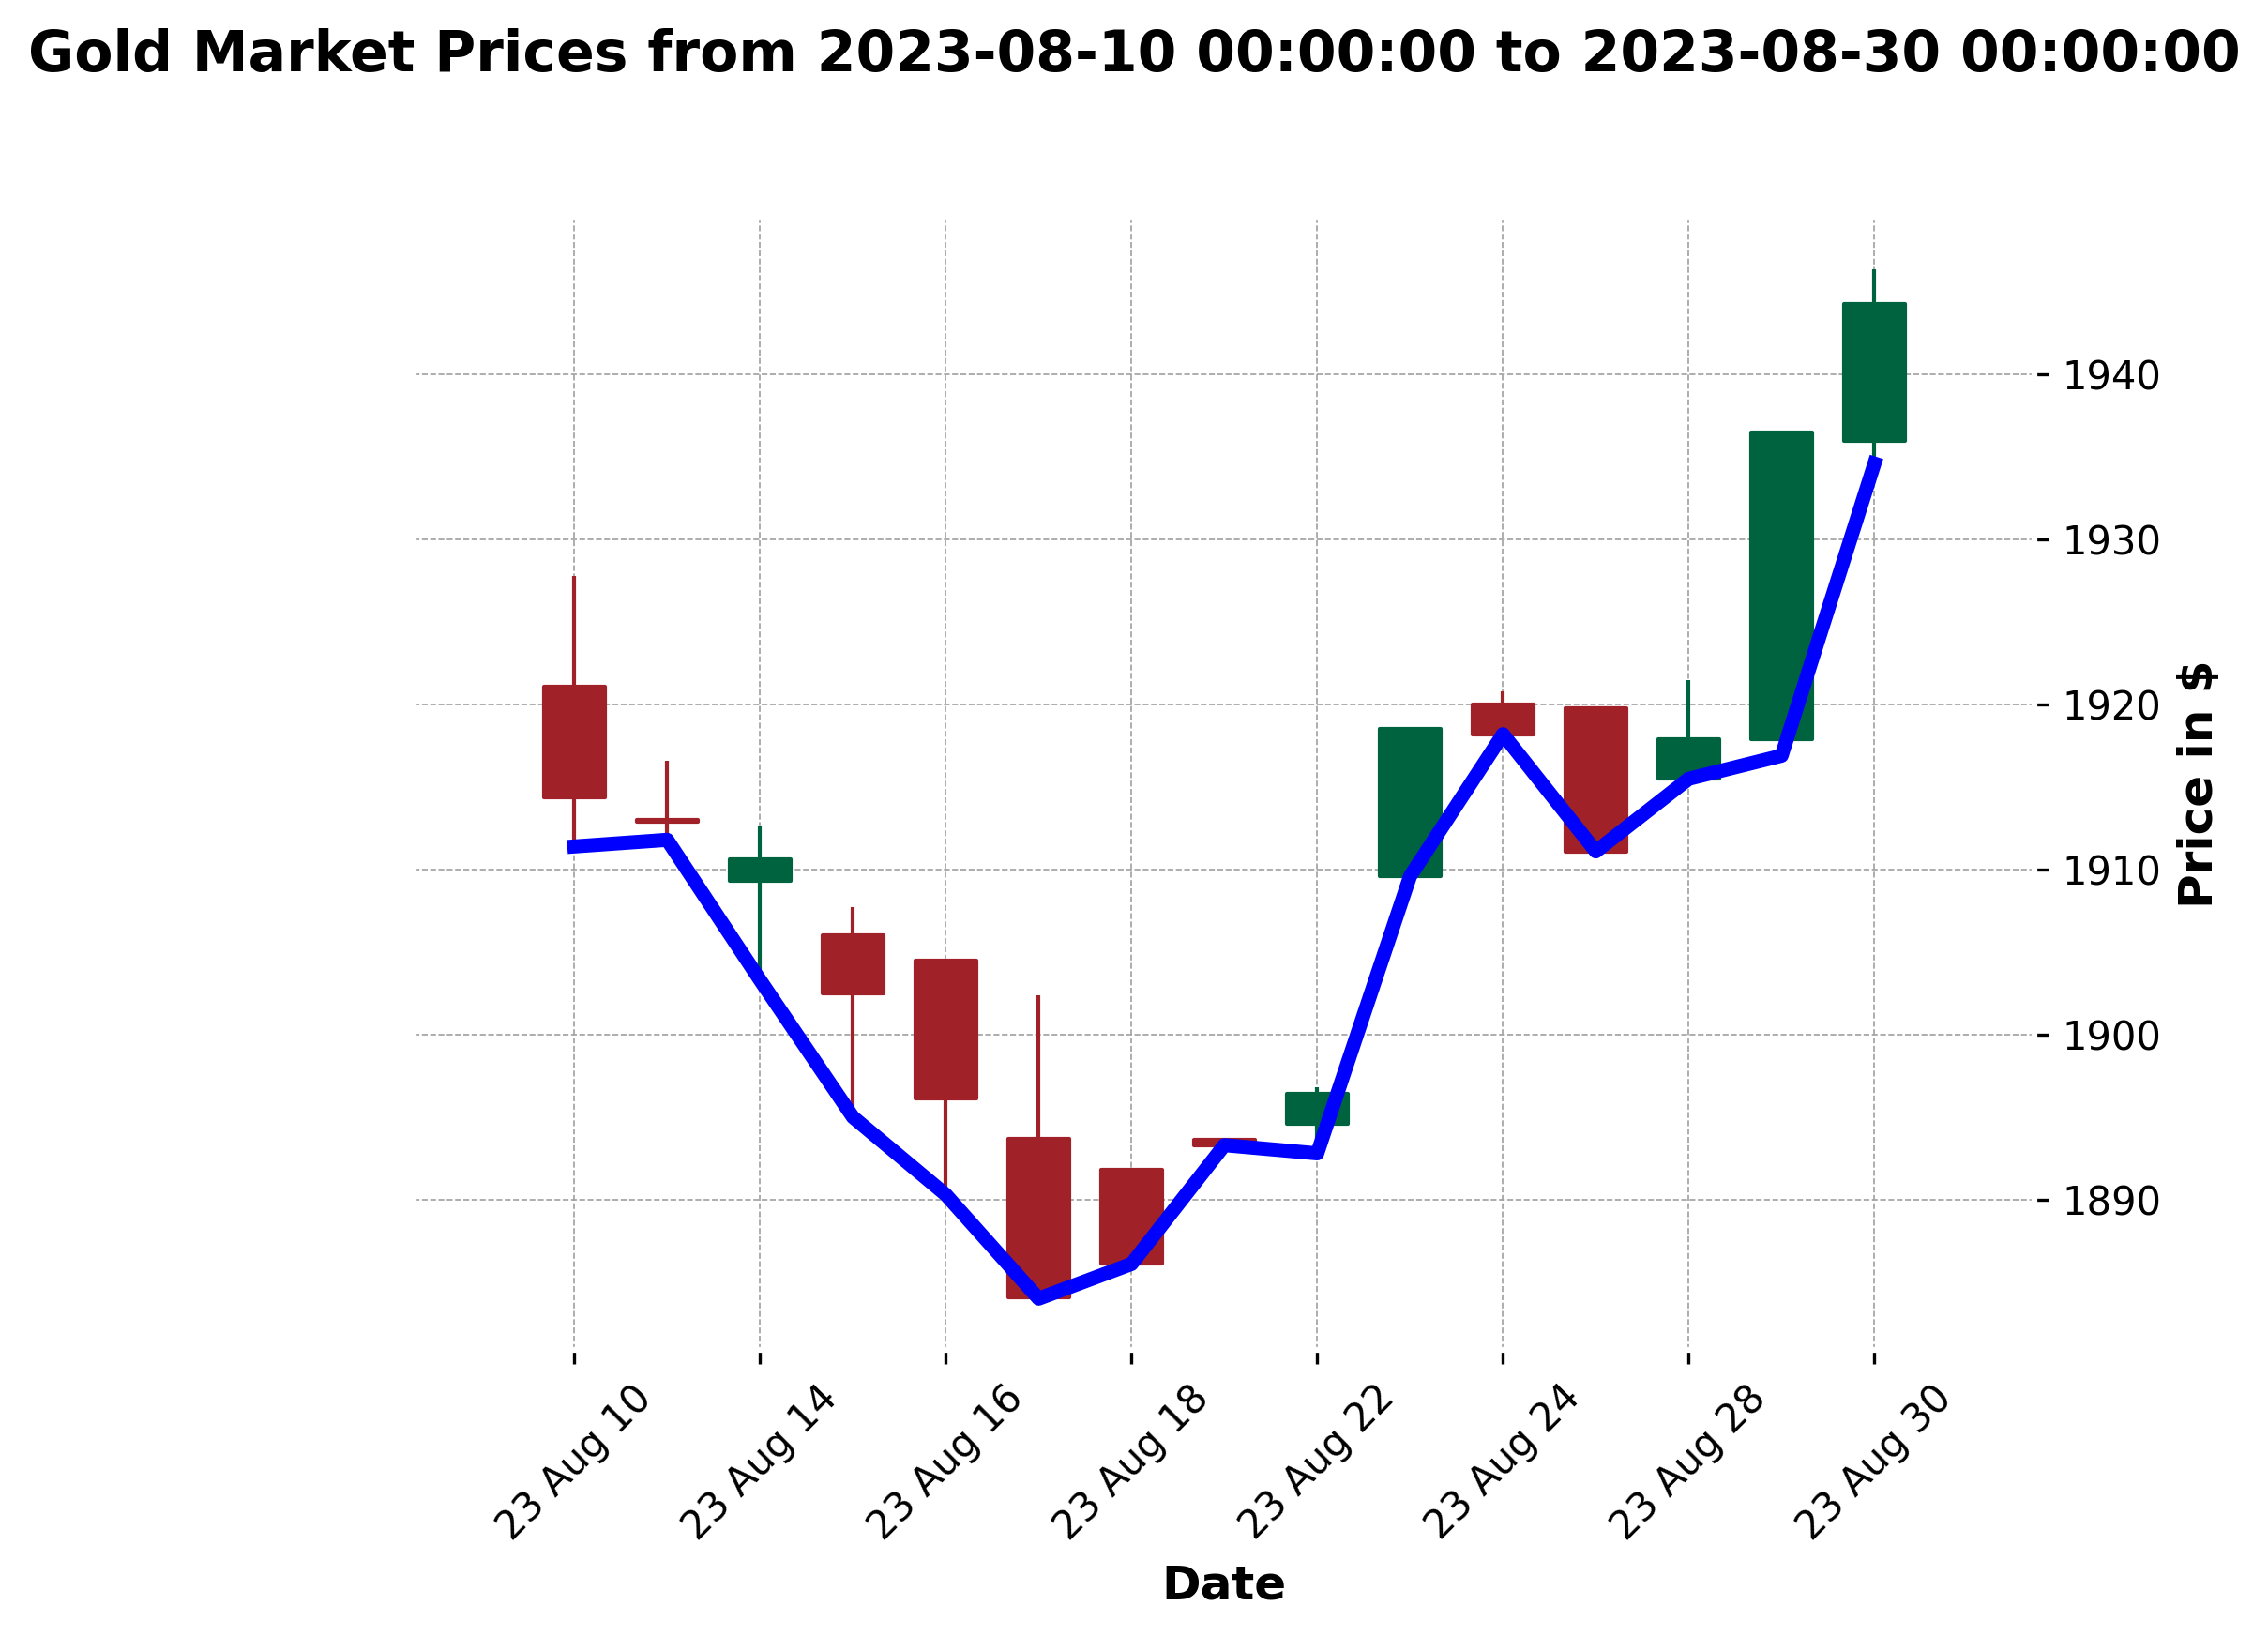 Gold Market Prices from 2023-08-10 00:00:00 to 2023-08-30 00:00:00
1940
1930
1920
1910
1900
1890
Price in $
23 Aug 10
23 Aug 14
23 Aug 16
23 Aug 18
23 Aug 22
23 Aug 24
23 Aug 28
23 Aug 30
Date